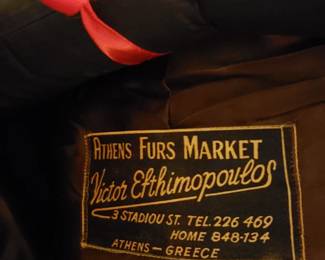 ATHENS FURS MARKET
Victor Efthimopoulos
3 STADIOU ST. TEL. 226 469
HOME 848-134
ATHENS - GREECE